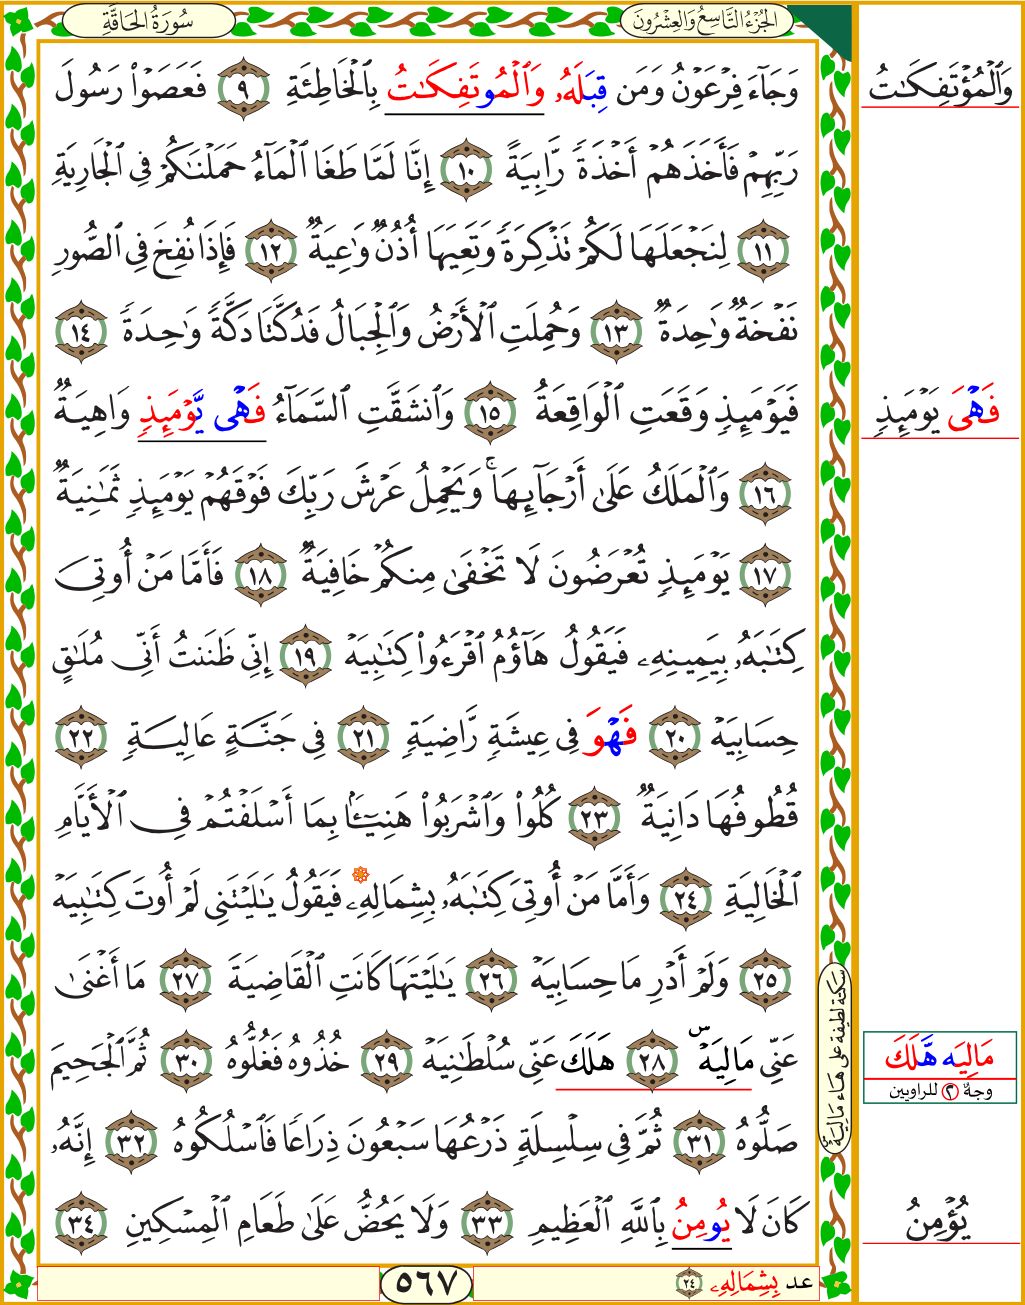 سُورَةُ الحَاقَّةِ
الجُزْءُ التَّاسِعُ وَالعِشْرُونَ
وَجَآءَ فِرْعَوْنُ وَمَن قِبَلَهُۥ وَٱلْمُوتَفِكَٰتُ بِٱلْخَاطِئَةِ ٩ فَعَصَوْا۟ رَسُولَ
رَبِّهِمْ فَأَخَذَهُمْ أَخْذَةً رَّابِيَةً ١٠ إِنَّا لَمَّا طَغَا ٱلْمَآءُ حَمَلْنَٰكُمْ فِى ٱلْجَارِيَةِ
١١ لِنَجْعَلَهَا لَكُمْ تَذْكِرَةً وَتَعِيَهَا أُذُنٌ وَٰعِيَةٌ ١٢ فَإِذَا نُفِخَ فِى ٱلصُّورِ
نَفْخَةٌ وَٰحِدَةٌ ١٣ وَحُمِلَتِ ٱلْأَرْضُ وَٱلْجِبَالُ فَدُكَّتَا دَكَّةً وَٰحِدَةً ١٤
فَيَوْمَئِذٍ وَقَعَتِ ٱلْوَاقِعَةُ ١٥ وَٱنشَقَّتِ ٱلسَّمَآءُ فَهْىَ يَّوْمَئِذٍ وَاهِيَةٌ
١٦ وَٱلْمَلَكُ عَلَىٰ أَرْجَآئِهَا ۚ وَيَحْمِلُ عَرْشَ رَبِّكَ فَوْقَهُمْ يَوْمَئِذٍ ثَمَٰنِيَةٌ
١٧ يَوْمَئِذٍ تُعْرَضُونَ لَا تَخْفَىٰ مِنكُمْ خَافِيَةٌ ١٨ فَأَمَّا مَنْ أُوتِىَ
كِتَٰبَهُۥ بِيَمِينِهِۦ فَيَقُولُ هَآؤُمُ ٱقْرَءُوا۟ كِتَٰبِيَهْ ١٩ إِنِّى ظَنَنتُ أَنِّى مُلَٰقٍ
حِسَابِيَهْ ٢٠ فَهْوَ فِى عِيشَةٍ رَّاضِيَةٍ ٢١ فِى جَنَّةٍ عَالِيَةٍ ٢٢
قُطُوفُهَا دَانِيَةٌ ٢٣ كُلُوا۟ وَٱشْرَبُوا۟ هَنِيٓـًٔا بِمَا أَسْلَفْتُمْ فِى ٱلْأَيَّامِ
ٱلْخَالِيَةِ ٢٤ وَأَمَّا مَنْ أُوتِىَ كِتَٰبَهُۥ بِشِمَالِهِۦ فَيَقُولُ يَٰلَيْتَنِى لَمْ أُوتَ كِتَٰبِيَهْ
٢٥ وَلَمْ أَدْرِ مَا حِسَابِيَهْ ٢٦ يَٰلَيْتَهَا كَانَتِ ٱلْقَاضِيَةَ ٢٧ مَا أَغْنَىٰ
عَنِّى مَالِيَهْ ۜ ٢٨ هَلَكَ عَنِّى سُلْطَٰنِيَهْ ٢٩ خُذُوهُ فَغُلُّوهُ ٣٠ ثُمَّ ٱلْجَحِيمَ
صَلُّوهُ ٣١ ثُمَّ فِى سِلْسِلَةٍ ذَرْعُهَا سَبْعُونَ ذِرَاعًا فَٱسْلُكُوهُ ٣٢ إِنَّهُۥ
كَانَ لَا يُومِنُ بِٱللَّهِ ٱلْعَظِيمِ ٣٣ وَلَا يَحُضُّ عَلَىٰ طَعَامِ ٱلْمِسْكِينِ ٣٤
عد بِشِمَالِهِۦ ٢٤
٥٦٧
وَٱلْمُؤْتَفِكَٰتُ
فَهْىَ يَوْمَئِذٍ
سكتة لطيفة على هاء مَالِيَهْ ۜ
مَالِيَه هَّلَكَ
وجهٌ ٢ للراويين
يُؤْمِنُ